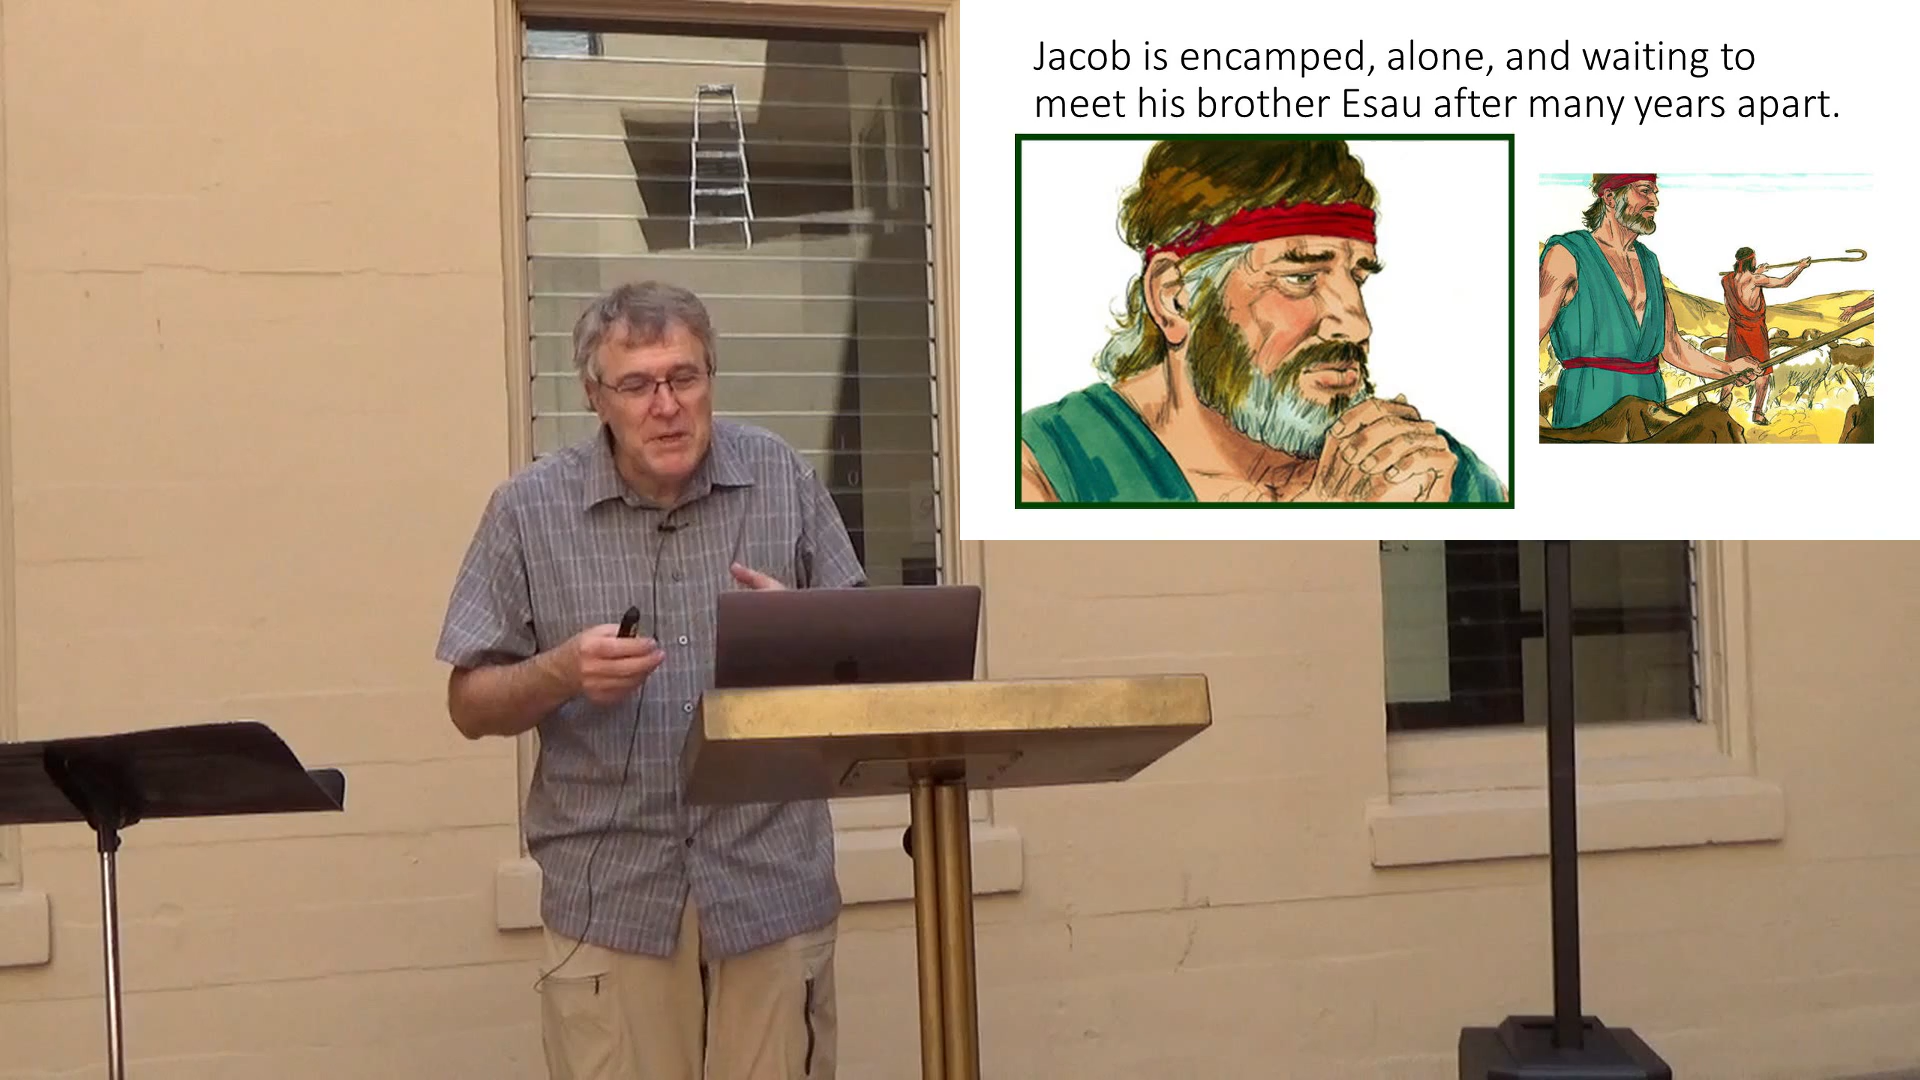 Jacob is encamped, alone, and waiting to
meet his brother Esau after many years apart.